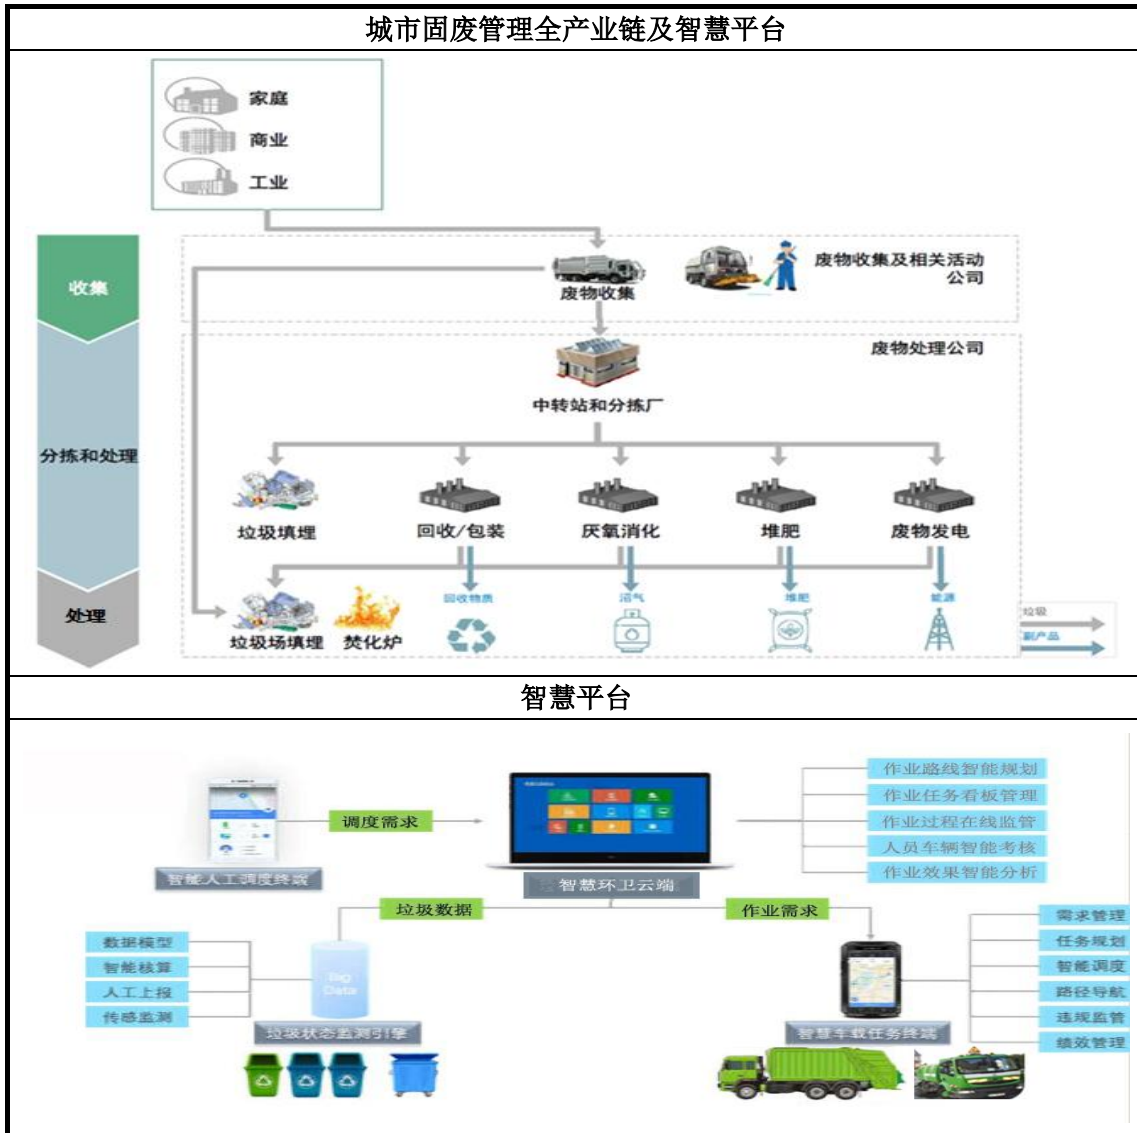 城市固废管理全产业链及智慧平台
家庭
商业
工业
收集
废物收集
废物收集及相关活动
公司
废物处理公司
中转站和分拣厂
分拣和处理
垃圾填埋
回收/包装
厌氧消化
堆肥
废物发电
处理
回收物质
沼气
堆肥
能源
垃圾场填埋
焚化炉
垃圾
副产品
智慧平台
调度需求
智能人工调度终端
智慧环卫云端
作业路线智能规划
作业任务看板管理
作业过程在线监管
人员车辆智能考核
作业效果智能分析
垃圾数据
作业需求
数据模型
智能核算
人工上报
传感监测
Big
Data
垃圾状态监测引擎
智慧车载任务终端
需求管理
任务规划
智能调度
路径导航
违规监管
绩效管理